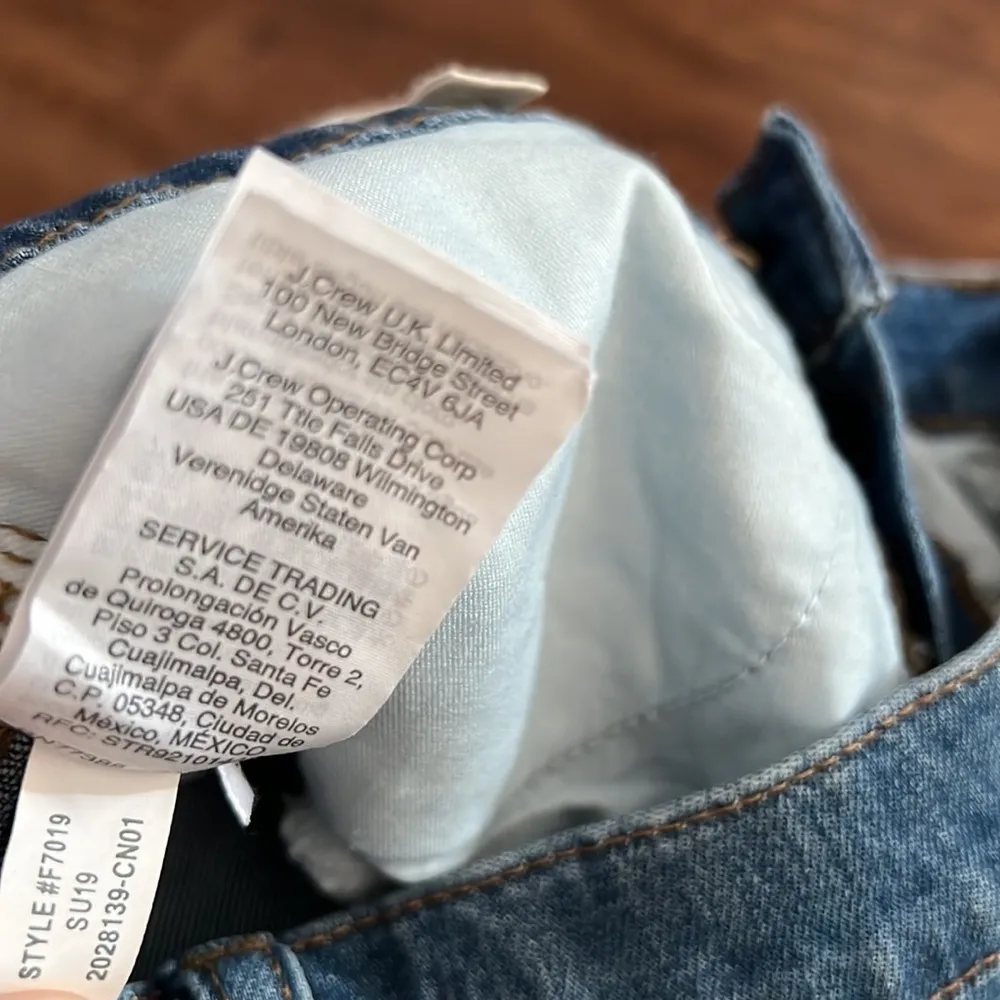 J.Crew U.K. Limited
100 New Bridge Street
London, EC4V 6JA
J.Crew Operating Corp
251 Ttle Falls Drive
USA DE 19808 Wilmington
Delaware
Verenidge Staten Van
Amerika
SERVICE TRADING
S.A. DE C.V.
Prolongación Vasco
de Quiroga 4800, Torre 2,
Piso 3 Col. Santa Fe
Cuajimalpa, Del.
Cuajimalpa de Morelos
C.P. 05348, Ciudad de
México, MÉXICO
RFC:
STYLE #F7019
SU19
2028139-CN01